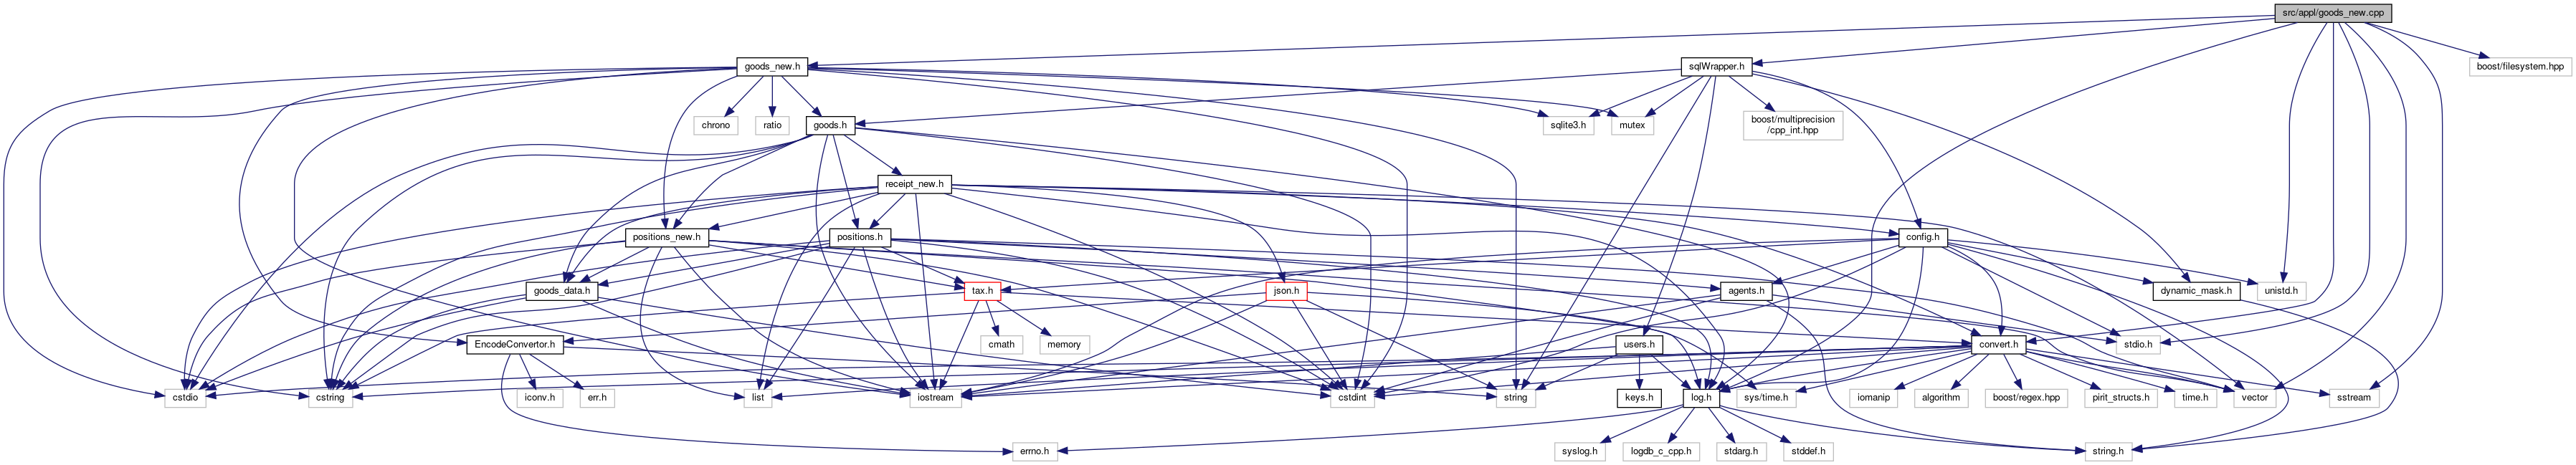 src/appl/goods_new.cpp
goods_new.h
sqlWrapper.h
boost/filesystem.hpp
chrono
ratio
goods.h
sqlite3.h
mutex
boost/multiprecision
/cpp_int.hpp
receipt_new.h
positions_new.h
positions.h
config.h
goods_data.h
tax.h
json.h
agents.h
dynamic_mask.h
unistd.h
EncodeConvertor.h
cmath
memory
users.h
convert.h
stdio.h
cstdio
cstring
iconv.h
err.h
list
iostream
cstdint
string
keys.h
log.h
sys/time.h
iomanip
algorithm
boost/regex.hpp
pirit_structs.h
time.h
vector
sstream
errno.h
syslog.h
logdb_c_cpp.h
stdarg.h
stddef.h
string.h